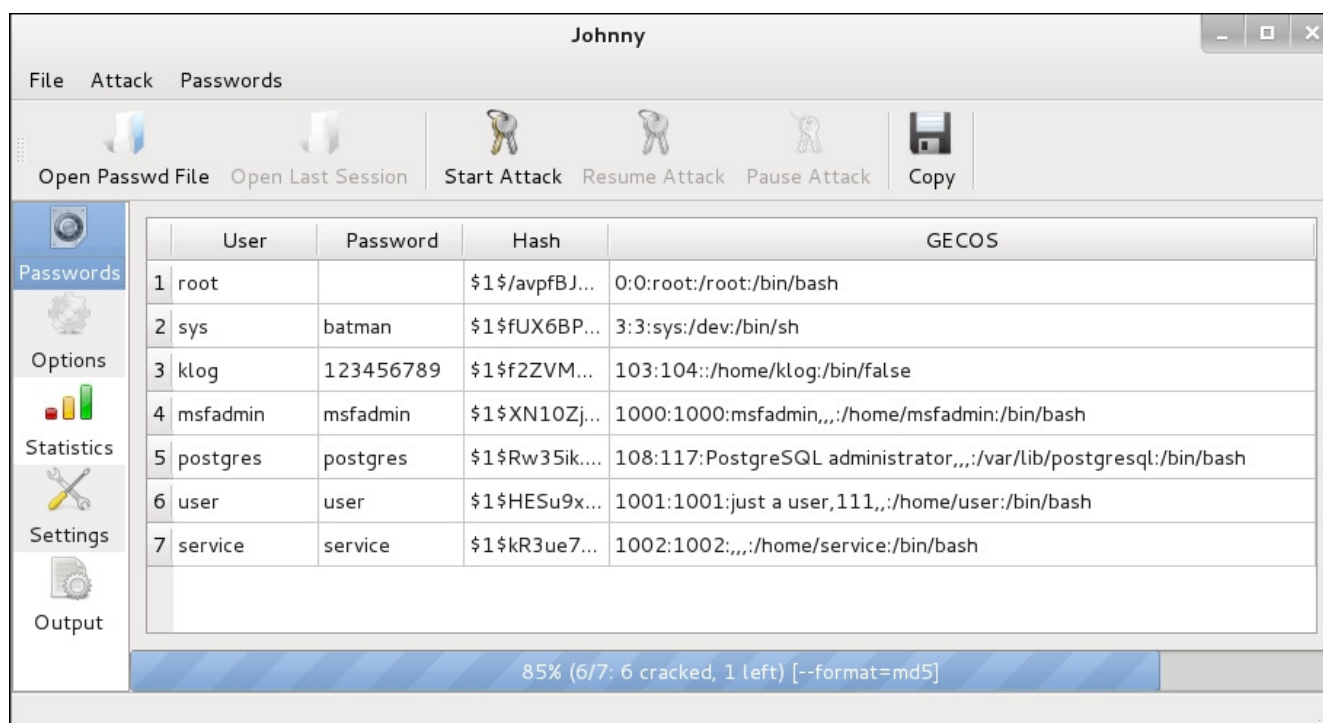 Johnny
File Attack Passwords
Open Passwd File Open Last Session Start Attack Resume Attack Pause Attack Copy
Passwords
Options
Statistics
Settings
Output
User Password Hash GECOS
1 root $1$/avpfBJ... 0:0:root:/root:/bin/bash
2 sys batman $1$fUX6BP... 3:3:sys:/dev:/bin/sh
3 klog 123456789 $1$f2ZVM... 103:104::/home/klog:/bin/false
4 msfadmin msfadmin $1$XN10Zj... 1000:1000:msfadmin,,,:/home/msfadmin:/bin/bash
5 postgres postgres $1$Rw35ik.... 108:117:PostgreSQL administrator,,,:/var/lib/postgresql:/bin/bash
6 user user $1$HESu9x... 1001:1001:just a user,111,,:/home/user:/bin/bash
7 service service $1$kR3ue7... 1002:1002:,,,:/home/service:/bin/bash
85% (6/7: 6 cracked, 1 left) [--format=md5]